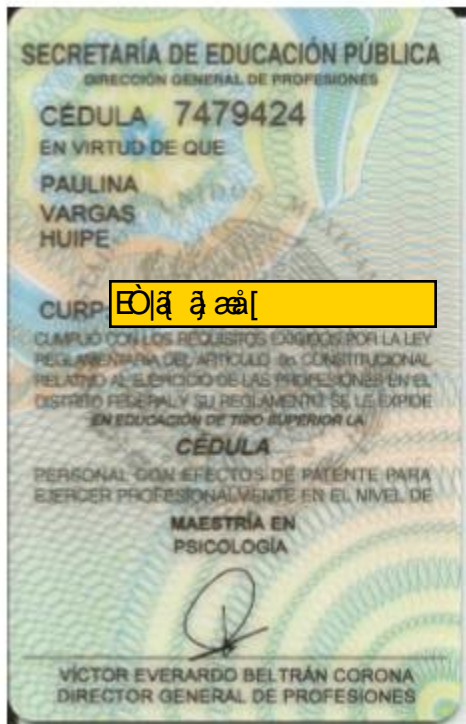 SECRETARÍA DE EDUCACIÓN PÚBLICA
DIRECCIÓN GENERAL DE PROFESIONES
CÉDULA 7479424
EN VIRTUD DE QUE
PAULINA
VARGAS
HUIPE
UNIDOS MEXICANOS
CURP
CUMPLIÓ CON LOS REQUISITOS EXIGIDOS POR LA LEY
REGLAMENTARIA DEL ARTÍCULO 5o. CONSTITUCIONAL
RELATIVO AL EJERCICIO DE LAS PROFESIONES EN EL
DISTRITO FEDERAL Y SU REGLAMENTO SE LE EXPIDE
EN EDUCACIÓN DE TIPO SUPERIOR LA
CÉDULA
PERSONAL CON EFECTOS DE PATENTE PARA
EJERCER PROFESIONALMENTE EN EL NIVEL DE
MAESTRÍA EN
PSICOLOGÍA
VÍCTOR EVERARDO BELTRÁN CORONA
DIRECTOR GENERAL DE PROFESIONES